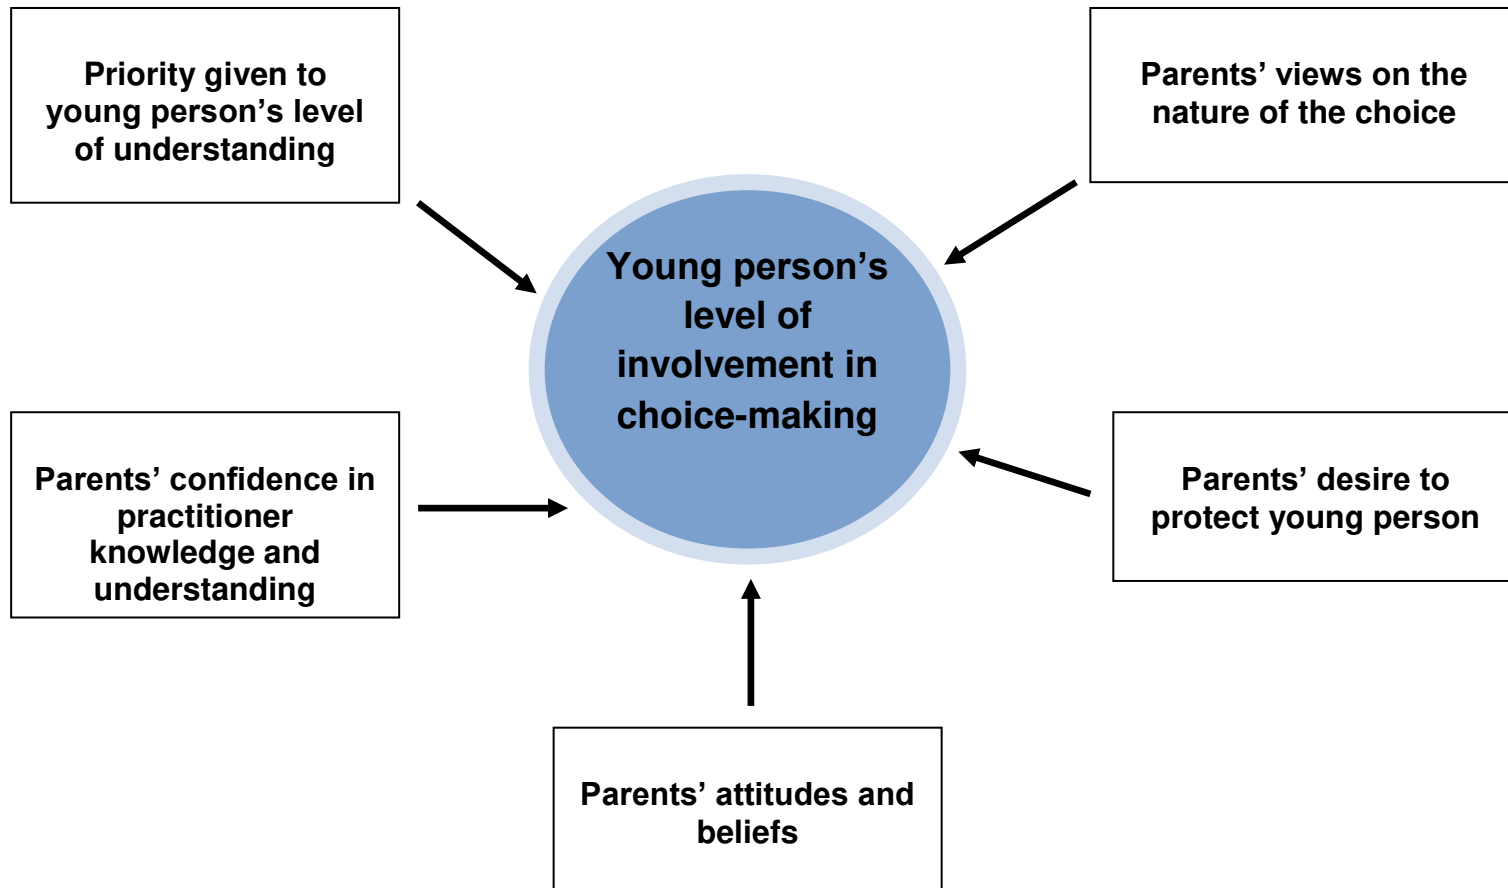 Priority given to
young person’s level
of understanding
Parents’ views on the
nature of the choice
Young person’s
level of
involvement in
choice-making
Parents’ confidence in
practitioner
knowledge and
understanding
Parents’ desire to
protect young person
Parents’ attitudes and
beliefs